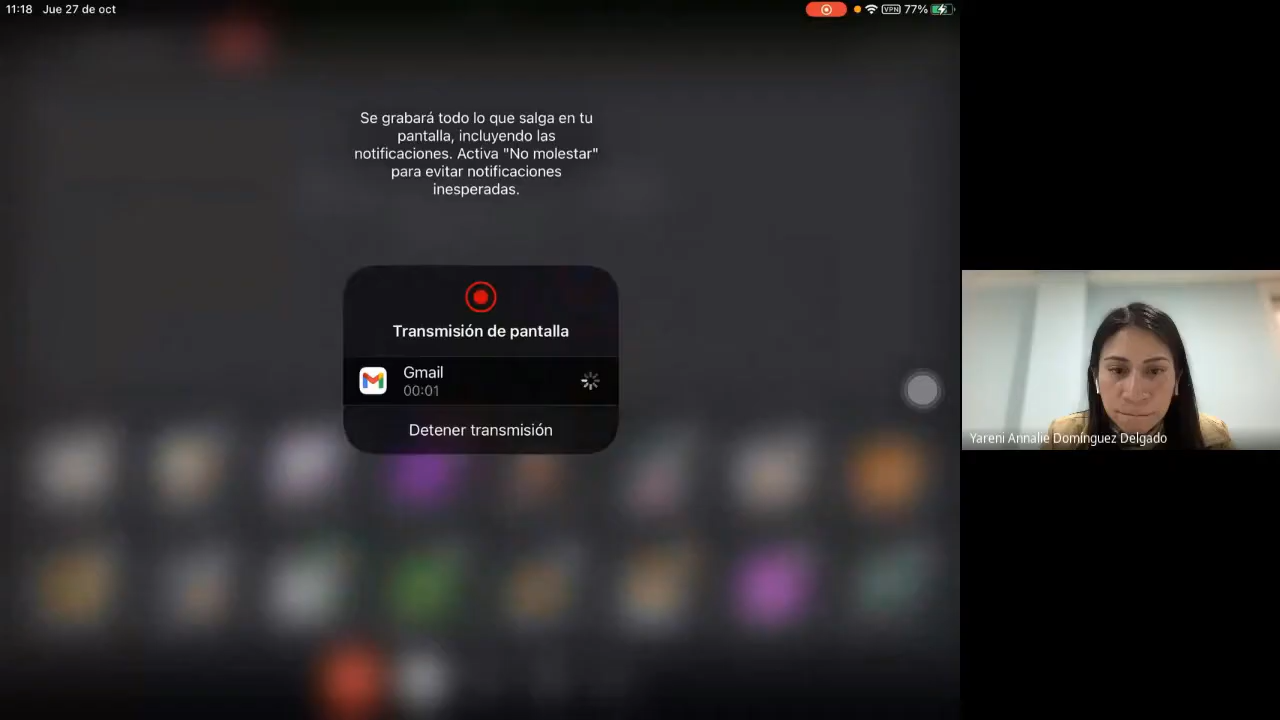 11:18 Jue 27 de oct
VPN 77%
Se grabará todo lo que salga en tu
pantalla, incluyendo las
notificaciones. Activa "No molestar"
para evitar notificaciones
inesperadas.
Transmisión de pantalla
Gmail
00:01
Detener transmisión
Yareni Annalie Domínguez Delgado